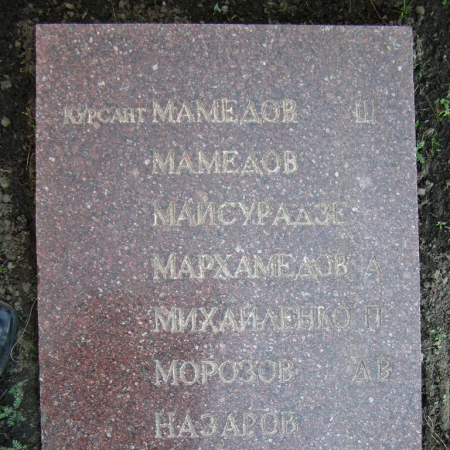 КУРСАНТ МАМЕДОВ Ш
МАМЕДОВ
МАЙСУРАДЗЕ
МАРХАМЕДОВ А
МИХАЙЛЕНКО П
МОРОЗОВ Д В
НАЗАРОВ